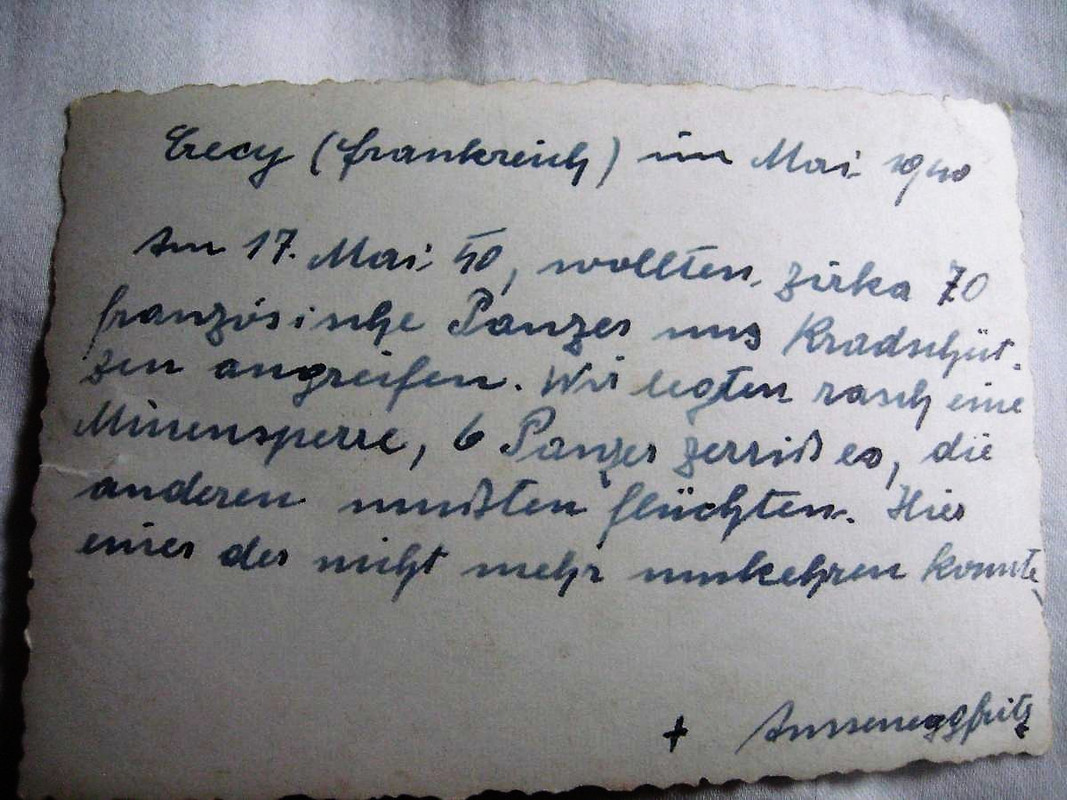 Crecy (Frankreich) im Mai 1940
Am 17. Mai 40, wollten zirka 70
französische Panzer uns Kradschüt-
zen angreifen. Wir legten rasch eine
Minensperre, 6 Panzer zerriß es, die
anderen mußten flüchten. Hier
einer der nicht mehr umkehren konnte
+